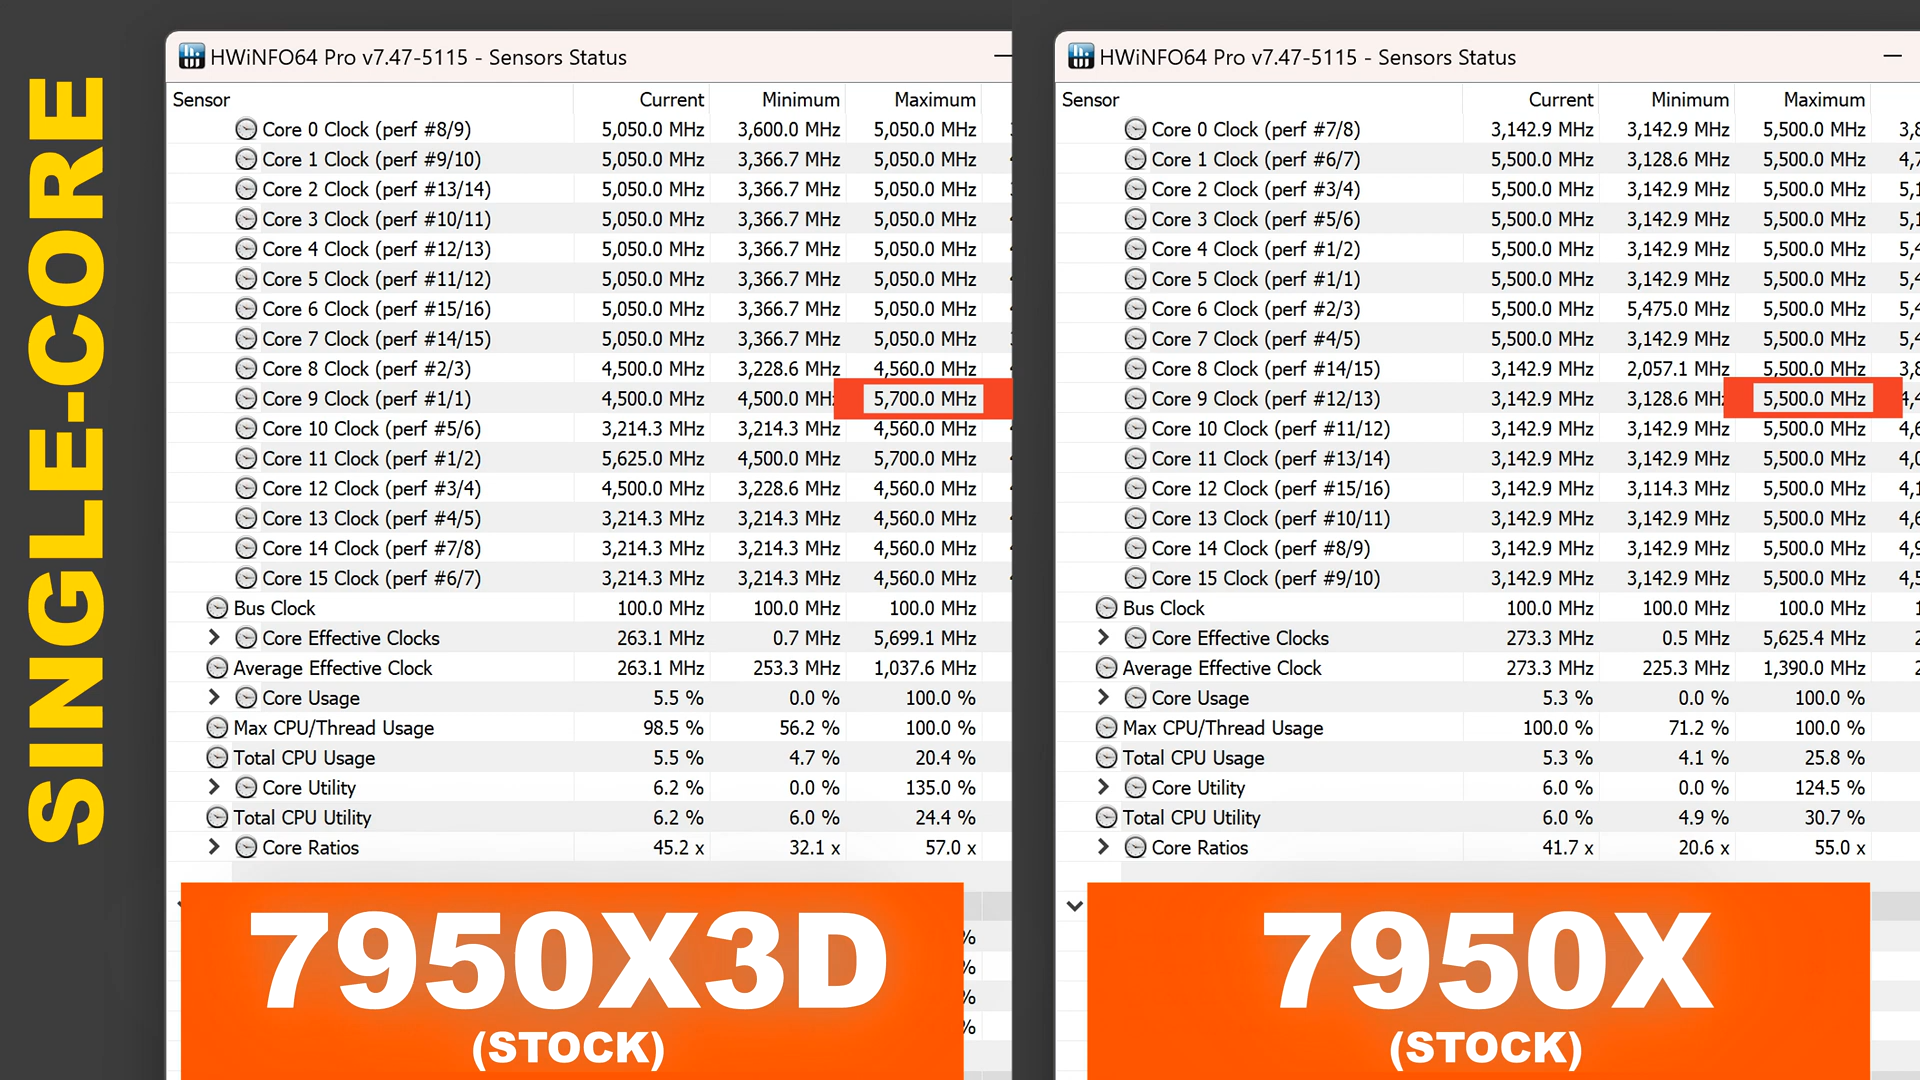 SINGLE-CORE
HWiNFO64 Pro v7.47-5115 - Sensors Status
Sensor Current Minimum Maximum
Core 0 Clock (perf #8/9) 5,050.0 MHz 3,600.0 MHz 5,050.0 MHz
Core 1 Clock (perf #9/10) 5,050.0 MHz 3,366.7 MHz 5,050.0 MHz
Core 2 Clock (perf #13/14) 5,050.0 MHz 3,366.7 MHz 5,050.0 MHz
Core 3 Clock (perf #10/11) 5,050.0 MHz 3,366.7 MHz 5,050.0 MHz
Core 4 Clock (perf #12/13) 5,050.0 MHz 3,366.7 MHz 5,050.0 MHz
Core 5 Clock (perf #11/12) 5,050.0 MHz 3,366.7 MHz 5,050.0 MHz
Core 6 Clock (perf #15/16) 5,050.0 MHz 3,366.7 MHz 5,050.0 MHz
Core 7 Clock (perf #14/15) 5,050.0 MHz 3,366.7 MHz 5,050.0 MHz
Core 8 Clock (perf #2/3) 4,500.0 MHz 3,228.6 MHz 4,560.0 MHz
Core 9 Clock (perf #1/1) 4,500.0 MHz 4,500.0 MHz 5,700.0 MHz
Core 10 Clock (perf #5/6) 3,214.3 MHz 3,214.3 MHz 4,560.0 MHz
Core 11 Clock (perf #1/2) 5,625.0 MHz 4,500.0 MHz 5,700.0 MHz
Core 12 Clock (perf #3/4) 4,500.0 MHz 3,228.6 MHz 4,560.0 MHz
Core 13 Clock (perf #4/5) 3,214.3 MHz 3,214.3 MHz 4,560.0 MHz
Core 14 Clock (perf #7/8) 3,214.3 MHz 3,214.3 MHz 4,560.0 MHz
Core 15 Clock (perf #6/7) 3,214.3 MHz 3,214.3 MHz 4,560.0 MHz
Bus Clock 100.0 MHz 100.0 MHz 100.0 MHz
Core Effective Clocks 263.1 MHz 0.7 MHz 5,699.1 MHz
Average Effective Clock 263.1 MHz 253.3 MHz 1,037.6 MHz
Core Usage 5.5 % 0.0 % 100.0 %
Max CPU/Thread Usage 98.5 % 56.2 % 100.0 %
Total CPU Usage 5.5 % 4.7 % 20.4 %
Core Utility 6.2 % 0.0 % 135.0 %
Total CPU Utility 6.2 % 6.0 % 24.4 %
Core Ratios 45.2 x 32.1 x 57.0 x
%
%
%
%
7950X3D
(STOCK)
HWiNFO64 Pro v7.47-5115 - Sensors Status
Sensor Current Minimum Maximum
Core 0 Clock (perf #7/8) 3,142.9 MHz 3,142.9 MHz 5,500.0 MHz
Core 1 Clock (perf #6/7) 5,500.0 MHz 3,128.6 MHz 5,500.0 MHz
Core 2 Clock (perf #3/4) 5,500.0 MHz 3,142.9 MHz 5,500.0 MHz
Core 3 Clock (perf #5/6) 5,500.0 MHz 3,142.9 MHz 5,500.0 MHz
Core 4 Clock (perf #1/2) 5,500.0 MHz 3,142.9 MHz 5,500.0 MHz
Core 5 Clock (perf #1/1) 5,500.0 MHz 3,142.9 MHz 5,500.0 MHz
Core 6 Clock (perf #2/3) 5,500.0 MHz 5,475.0 MHz 5,500.0 MHz
Core 7 Clock (perf #4/5) 5,500.0 MHz 3,142.9 MHz 5,500.0 MHz
Core 8 Clock (perf #14/15) 3,142.9 MHz 2,057.1 MHz 5,500.0 MHz
Core 9 Clock (perf #12/13) 3,142.9 MHz 3,128.6 MHz 5,500.0 MHz
Core 10 Clock (perf #11/12) 3,142.9 MHz 3,142.9 MHz 5,500.0 MHz
Core 11 Clock (perf #13/14) 3,142.9 MHz 3,142.9 MHz 5,500.0 MHz
Core 12 Clock (perf #15/16) 3,142.9 MHz 3,114.3 MHz 5,500.0 MHz
Core 13 Clock (perf #10/11) 3,142.9 MHz 3,142.9 MHz 5,500.0 MHz
Core 14 Clock (perf #8/9) 3,142.9 MHz 3,142.9 MHz 5,500.0 MHz
Core 15 Clock (perf #9/10) 3,142.9 MHz 3,142.9 MHz 5,500.0 MHz
Bus Clock 100.0 MHz 100.0 MHz 100.0 MHz
Core Effective Clocks 273.3 MHz 0.5 MHz 5,625.4 MHz
Average Effective Clock 273.3 MHz 225.3 MHz 1,390.0 MHz
Core Usage 5.3 % 0.0 % 100.0 %
Max CPU/Thread Usage 100.0 % 71.2 % 100.0 %
Total CPU Usage 5.3 % 4.1 % 25.8 %
Core Utility 6.0 % 0.0 % 124.5 %
Total CPU Utility 6.0 % 4.9 % 30.7 %
Core Ratios 41.7 x 20.6 x 55.0 x
7950X
(STOCK)